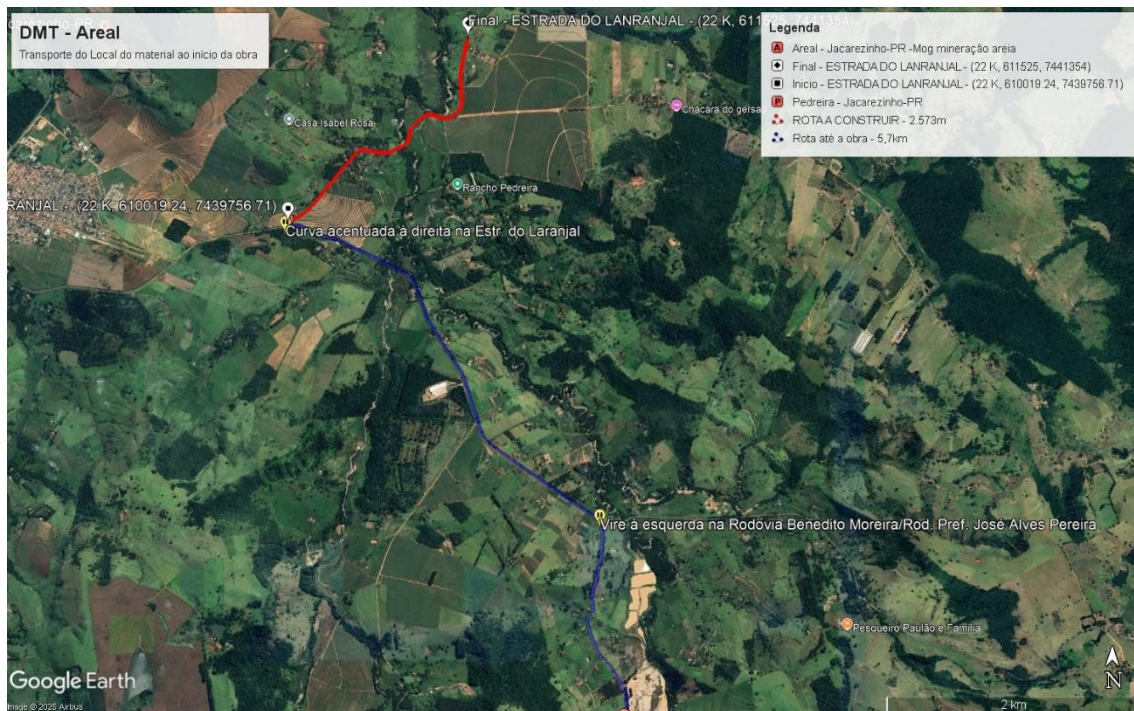 DMT - Areal
Transporte do Local do material ao início da obra
Final - ESTRADA DO LANRANJAL - (22 K, 611525, 7441354)
Legenda
Areal - Jacarezinho-PR -Mog mineração areia
Final - ESTRADA DO LANRANJAL - (22 K, 611525, 7441354)
Inicio - ESTRADA DO LANRANJAL - (22 K, 610019.24, 7439756.71)
Pedreira - Jacarezinho-PR
ROTA A CONSTRUIR - 2.573m
Rota até a obra - 5,7km
Chácara do gersa
Casa Isabel Rosa
Rancho Pedreira
RANJAL - (22 K, 610019.24, 7439756.71)
Curva acentuada à direita na Estr. do Laranjal
Vire à esquerda na Rodovia Benedito Moreira/Rod. Pref. José Alves Pereira
Pesqueiro Paulão e Família
Google Earth
Image © 2025 Airbus
N
2 km